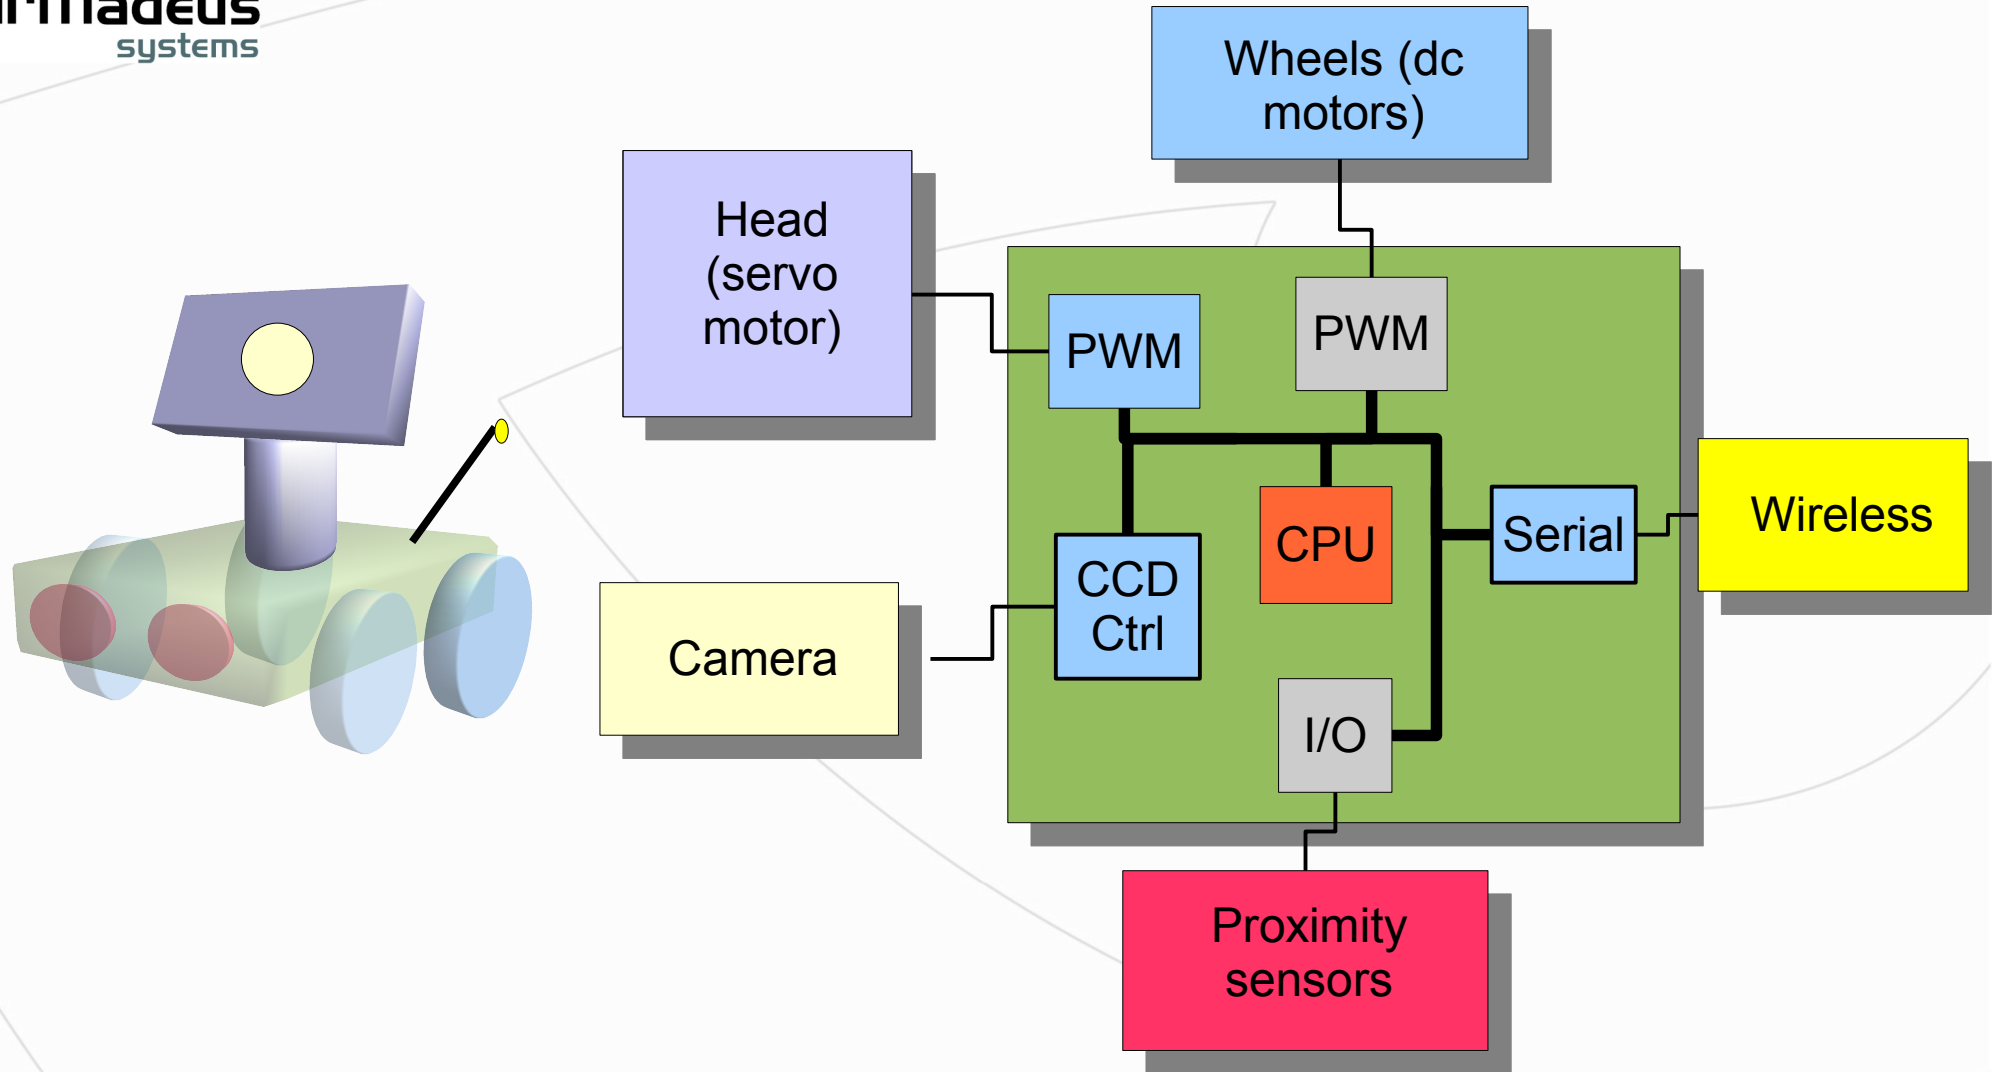 systems
Wheels (dc
motors)
Head
(servo
motor)
PWM
PWM
CPU
Serial
Wireless
CCD
Ctrl
Camera
I/O
Proximity
sensors